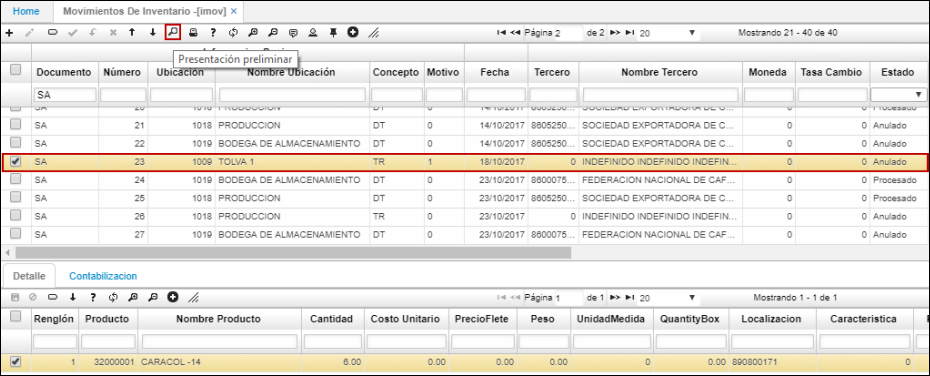 Home Movimientos De Inventario -[imov] ×
Página 2 de 2 20 Mostrando 21 - 40 de 40
Presentación preliminar
Documento Número Ubicación Nombre Ubicación Concepto Motivo Fecha Tercero Nombre Tercero Moneda Tasa Cambio Estado
SA
SA 20 1018 PRODUCCION DT 0 14/10/2017 8605250... SOCIEDAD EXPORTADORA DE C... 0 0 Procesado
SA 21 1018 PRODUCCION DT 0 14/10/2017 8605250... SOCIEDAD EXPORTADORA DE C... 0 0 Anulado
SA 22 1019 BODEGA DE ALMACENAMIENTO DT 0 14/10/2017 8605250... SOCIEDAD EXPORTADORA DE C... 0 0 Anulado
SA 23 1009 TOLVA 1 TR 1 18/10/2017 0 INDEFINIDO INDEFINIDO INDEFIN... 0 0 Anulado
SA 24 1019 BODEGA DE ALMACENAMIENTO DT 0 23/10/2017 8600075... FEDERACION NACIONAL DE CAF... 0 0 Procesado
SA 25 1018 PRODUCCION DT 0 23/10/2017 8605250... SOCIEDAD EXPORTADORA DE C... 0 0 Procesado
SA 26 1018 PRODUCCION TR 0 23/10/2017 0 INDEFINIDO INDEFINIDO INDEFIN... 0 0 Anulado
SA 27 1019 BODEGA DE ALMACENAMIENTO DT 0 23/10/2017 8600075... FEDERACION NACIONAL DE CAF... 0 0 Anulado
Detalle Contabilizacion
Página 1 de 1 20 Mostrando 1 - 1 de 1
Renglón Producto Nombre Producto Cantidad Costo Unitario PrecioFlete Peso UnidadMedida QuantityBox Localizacion Caracteristica
1 32000001 CARACOL -14 6.00 0.00 0.00 0.00 0 0.00 890800171 0